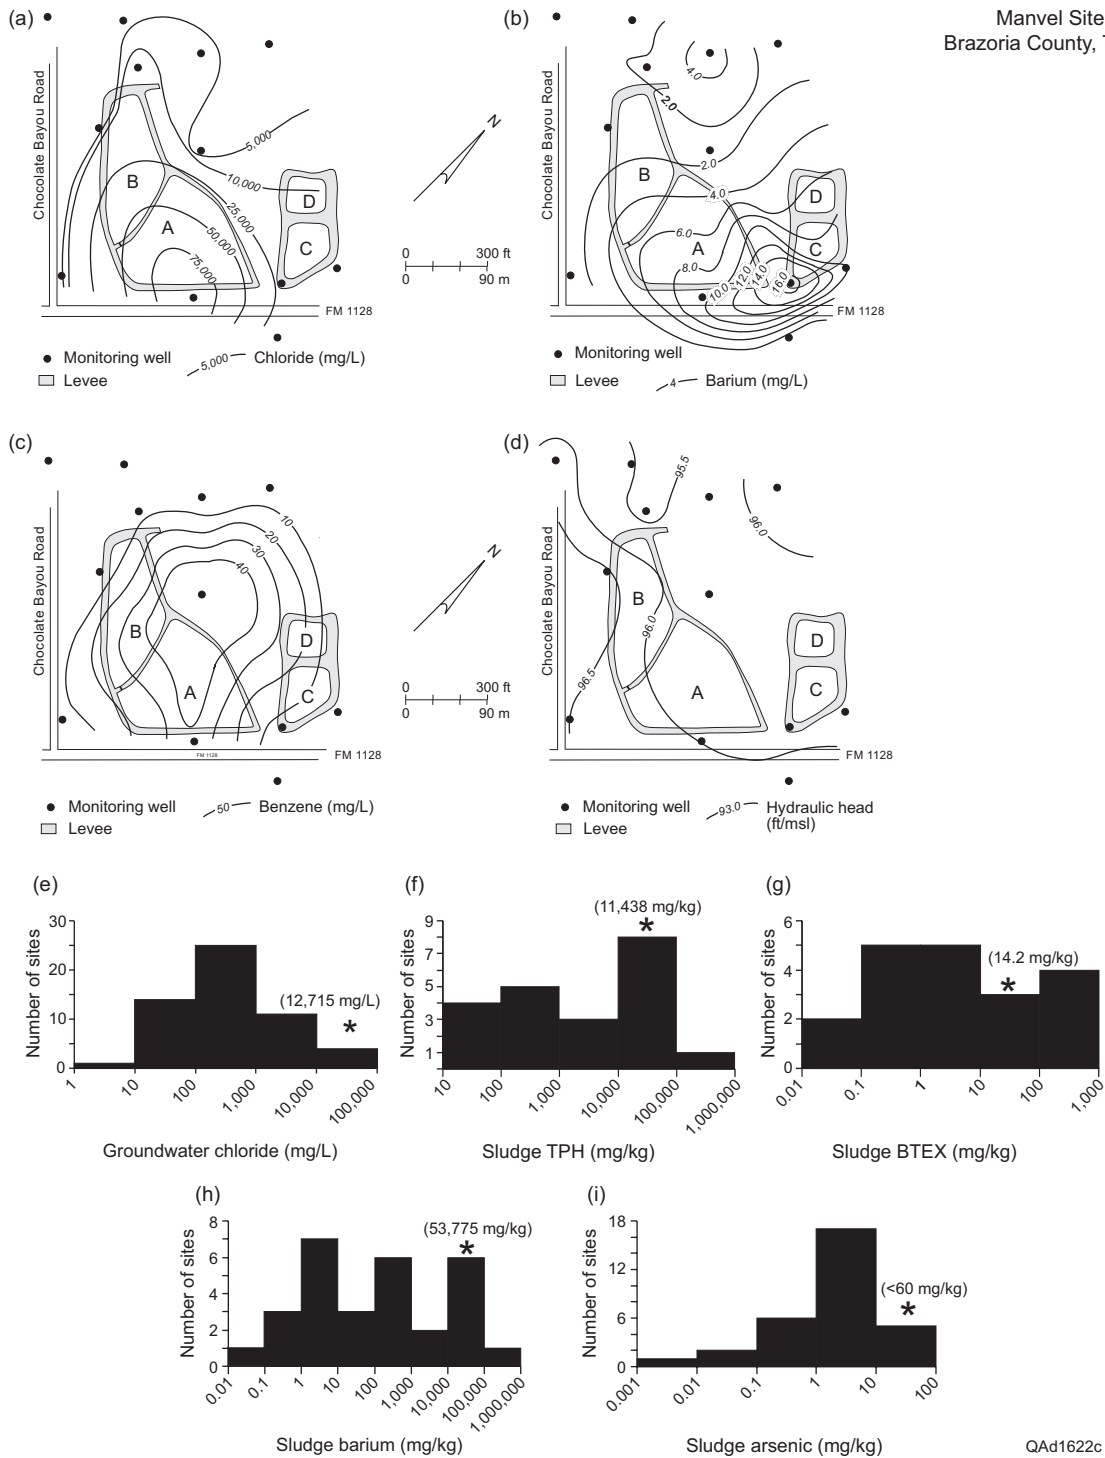 (a)
(b)
Manvel Site
Brazoria County, T
Chocolate Bayou Road
5,000
10,000
25,000
50,000
75,000
B
A
D
C
N
0 300 ft
0 90 m
FM 1128
Monitoring well
5,000 Chloride (mg/L)
Levee
Chocolate Bayou Road
4.0
2.0
2.0
4.0
6.0
8.0
10.0
12.0
14.0
16.0
B
A
D
C
FM 1128
Monitoring well
Levee
4 Barium (mg/L)
(c)
(d)
Chocolate Bayou Road
10
20
30
40
B
A
D
C
N
0 300 ft
0 90 m
FM 1128
FM 1128
Monitoring well
50 Benzene (mg/L)
Levee
Chocolate Bayou Road
95.5
96.0
96.0
96.5
B
A
D
C
FM 1128
Monitoring well
93.0 Hydraulic head
(ft/msl)
Levee
(e)
Number of sites
30
20
10
0
(12,715 mg/L)
*
1 10 100 1,000 10,000 100,000
Groundwater chloride (mg/L)
(f)
Number of sites
9
7
5
3
1
(11,438 mg/kg)
*
10 100 1,000 10,000 100,000 1,000,000
Sludge TPH (mg/kg)
(g)
Number of sites
6
4
2
0
(14.2 mg/kg)
*
0.01 0.1 1 10 100 1,000
Sludge BTEX (mg/kg)
(h)
Number of sites
8
6
4
2
0
(53,775 mg/kg)
*
0.01 0.1 1 10 100 1,000 10,000 100,000 1,000,000
Sludge barium (mg/kg)
(i)
Number of sites
18
12
6
0
(<60 mg/kg)
*
0.001 0.01 0.1 1 10 100
Sludge arsenic (mg/kg)
QAd1622c